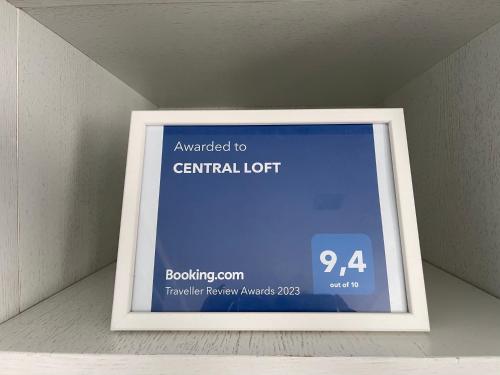 Awarded to
CENTRAL LOFT
9,4
out of 10
Booking.com
Traveller Review Awards 2023